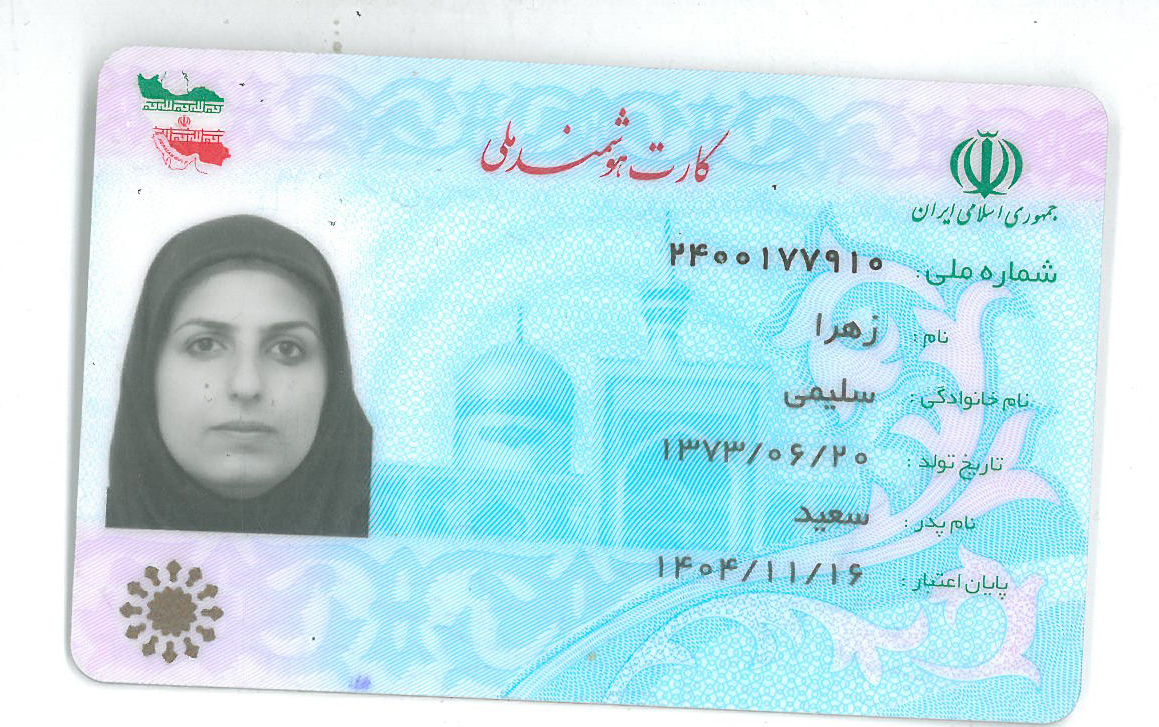 کارت هوشمند ملی
جمهوری اسلامی ایران
شماره ملی: ۲۴۰۰۱۷۷۹۱۰
نام: زهرا
نام خانوادگی: سلیمی
تاریخ تولد: ۱۳۷۳/۰۶/۲۰
نام پدر: سعید
پایان اعتبار: ۱۴۰۴/۱۱/۱۶